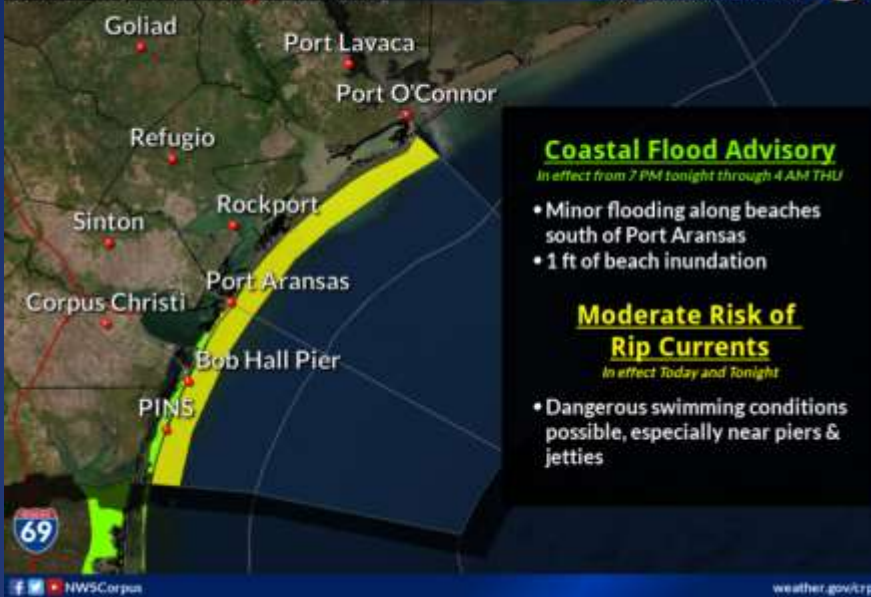 Goliad
Port Lavaca
Port O'Connor
Refugio
Rockport
Sinton
Port Aransas
Corpus Christi
Bob Hall Pier
PINS
69
Coastal Flood Advisory
In effect from 7 PM tonight through 4 AM THU
• Minor flooding along beaches
south of Port Aransas
• 1 ft of beach inundation
Moderate Risk of
Rip Currents
In effect Today and Tonight
• Dangerous swimming conditions
possible, especially near piers &
jetties
NWSCorpus
weather.gov/crp